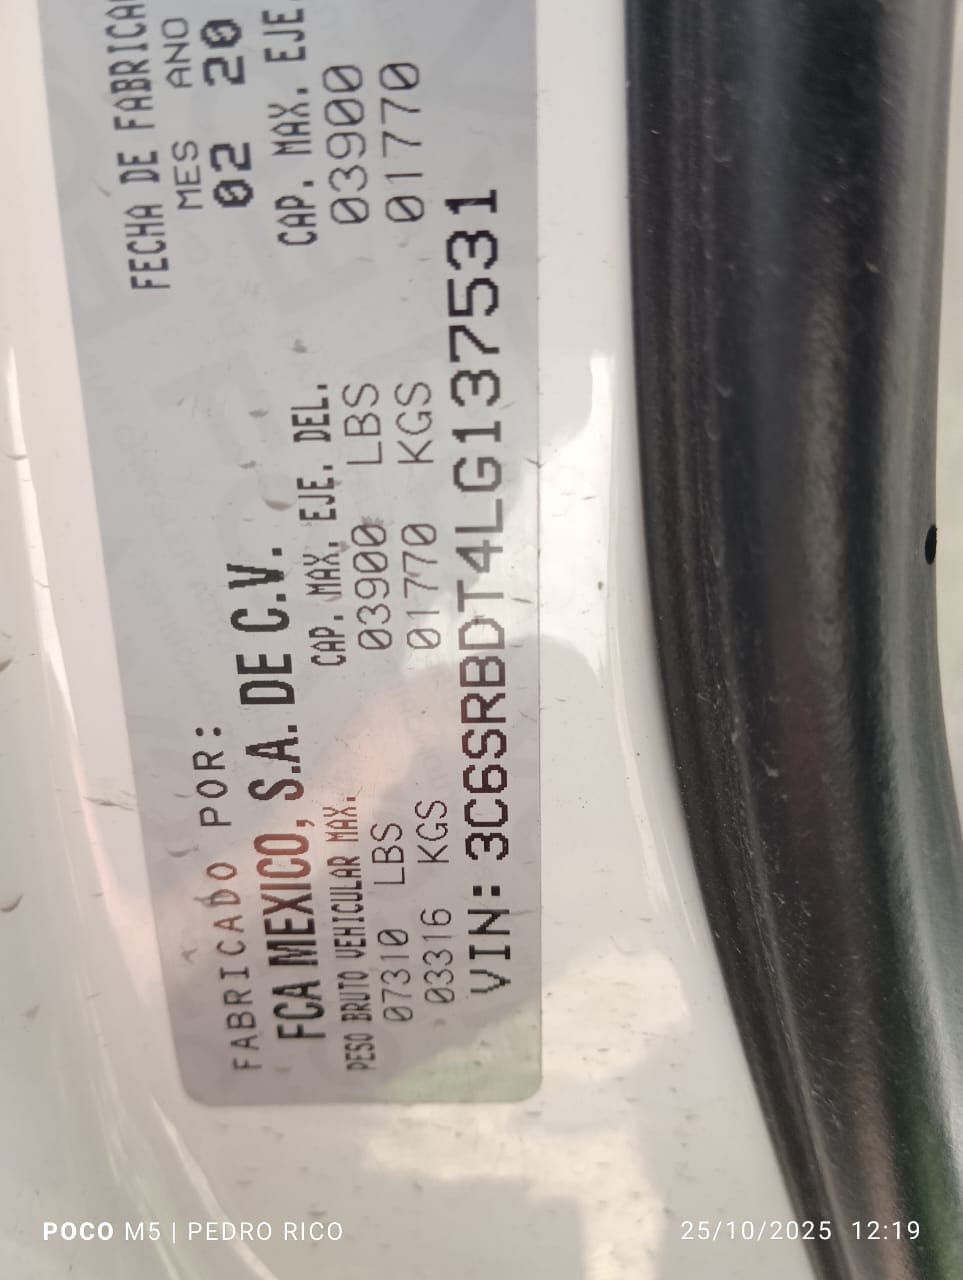 FABRICADO POR:
FCA MEXICO, S.A. DE C.V.
FECHA DE
MES ANO
02 20
PESO BRUTO VEHICULAR MAX.
CAP. MAX. EJE. DEL.
CAP. MAX. EJE.
07310 LBS
03900 LBS
03900
03316 KGS
01770 KGS
01770
VIN: 3C6SRBDT4LG137531
POCO M5 | PEDRO RICO
25/10/2025 12:19